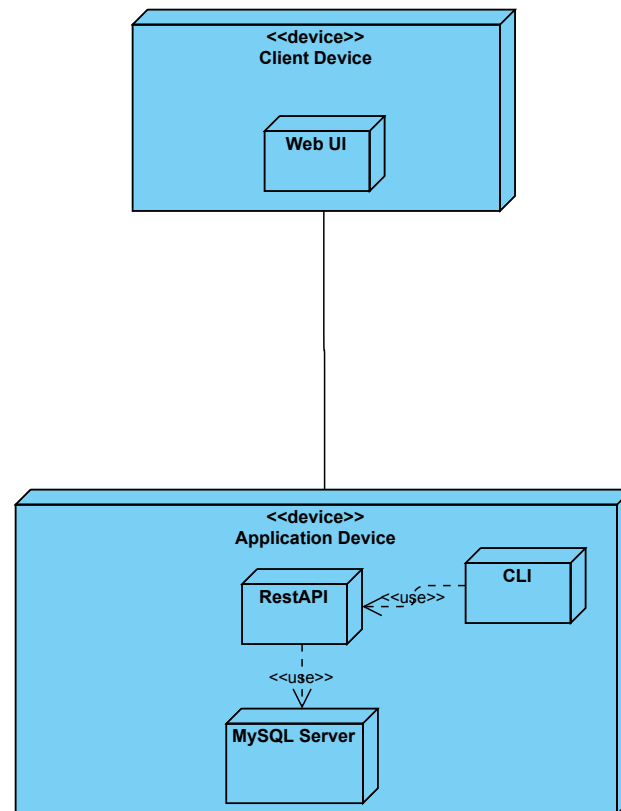 <<device>>
Client Device
Web UI
<<device>>
Application Device
CLI
RestAPI
<<use>>
<<use>>
MySQL Server